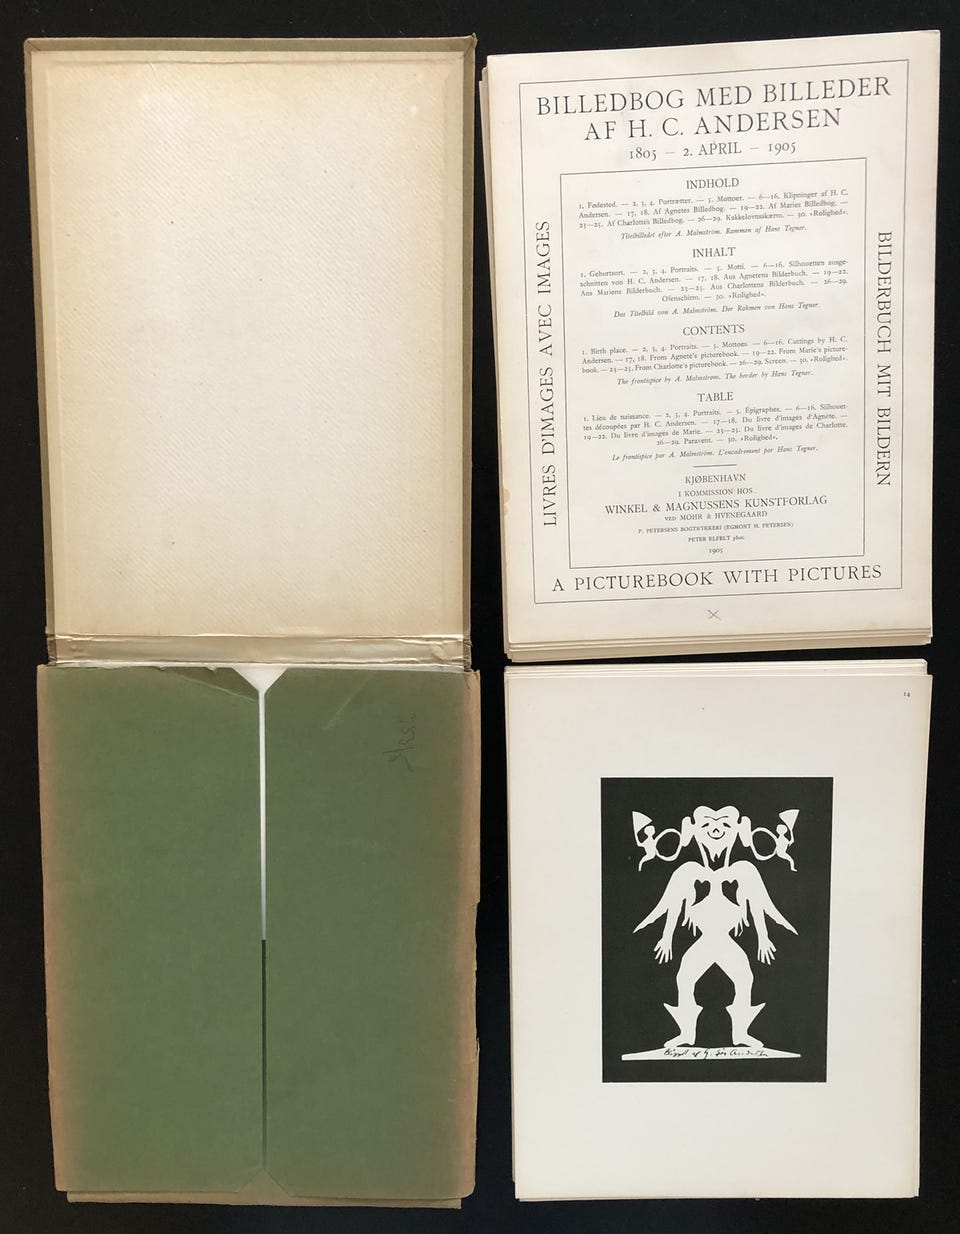 BILLEDBOG MED BILLEDER
AF H. C. ANDERSEN
1805 — 2. APRIL — 1905
LIVRES D'IMAGES AVEC IMAGES
INDHOLD
1. Fødested. — 2, 3, 4. Portrætter. — 5. Mottoer. — 6—16. Klipninger af H. C.
Andersen. — 17, 18. Af Agnetes Billedbog. — 19—22. Af Maries Billedbog. —
23—25. Af Charlottes Billedbog. — 26—29. Kakkelovnsskærm. — 30. »Rolighed«.
Titelbilledet efter A. Malmström. Rammen af Hans Tegner.
INHALT
1. Geburtsort. — 2, 3, 4. Portraits. — 5. Motti. — 6—16. Silhouetten ausge-
schnitten von H. C. Andersen. — 17, 18. Aus Agnetens Bilderbuch. — 19—22.
Aus Mariens Bilderbuch. — 23—25. Aus Charlottens Bilderbuch. — 26—29.
Ofenschirm. — 30. »Rolighed«.
Das Titelbild von A. Malmström. Der Rahmen von Hans Tegner.
CONTENTS
1. Birth place. — 2, 3, 4. Portraits. — 5. Mottoes. — 6—16. Cuttings by H. C.
Andersen. — 17, 18. From Agnete's picturebook. — 19—22. From Marie's picture-
book. — 23—25. From Charlotte's picturebook. — 26—29. Screen. — 30. »Rolighed«.
The frontispice by A. Malmstrøm. The border by Hans Tegner.
TABLE
1. Lieu de naissance. — 2, 3, 4. Portraits. — 5. Épigraphes. — 6—16. Silhouet-
tes découpées par H. C. Andersen. — 17—18. Du livre d'images d'Agnète. —
19—22. Du livre d'images de Marie. — 23—25. Du livre d'images de Charlotte.
26—29. Paravent. — 30. »Rolighed«.
Le frontispice par A. Malmström. L'encadrement par Hans Tegner.
KJØBENHAVN
I KOMMISSION HOS
WINKEL & MAGNUSSENS KUNSTFORLAG
VED MOHR & HVENEGAARD
P. PETERSENS BOGTRYKKERI (EGMONT H. PETERSEN)
PETER ELFELT phot.
1905
BILDERBUCH MIT BILDERN
A PICTUREBOOK WITH PICTURES
14